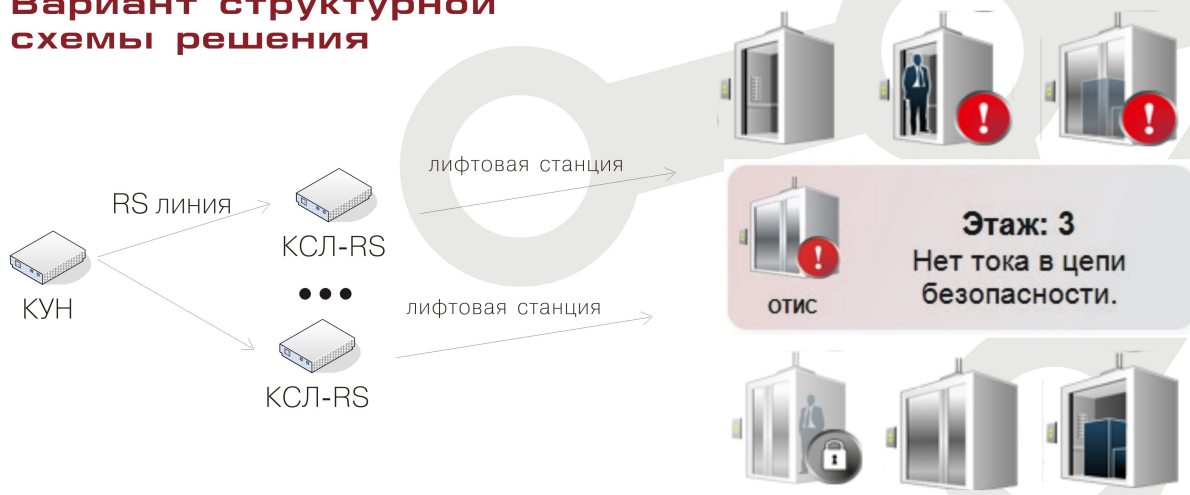 Вариант структурной
схемы решения
лифтовая станция
RS линия
КСЛ-RS
КУН
лифтовая станция
КСЛ-RS
Этаж: 3
Нет тока в цепи
безопасности.
ОТИС